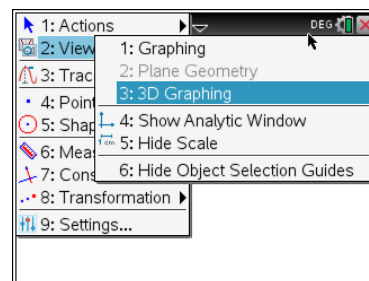 1: Actions
DEG
2: View
1: Graphing
2: Plane Geometry
3: Trac
3: 3D Graphing
4: Point
4: Show Analytic Window
5: Shap
5: Hide Scale
6: Mea
7: Cons
6: Hide Object Selection Guides
8: Transformation
9: Settings...